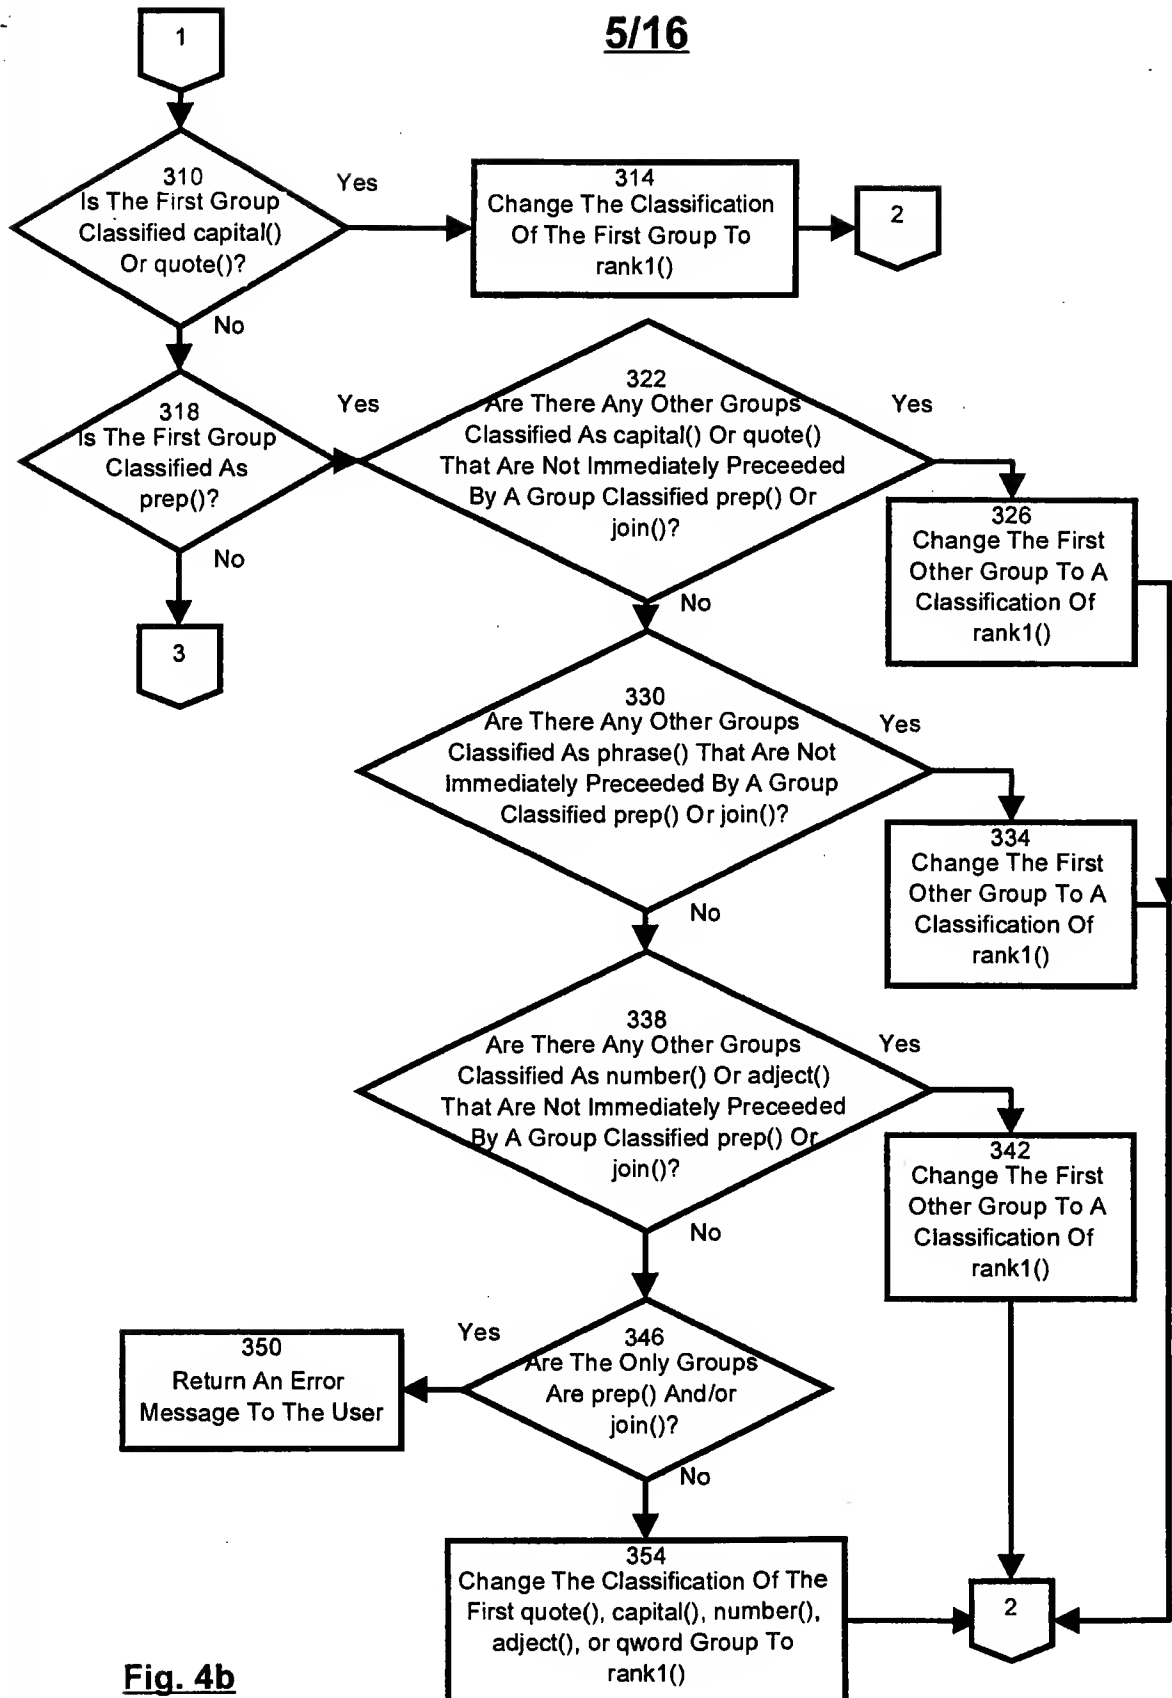 5/16
1
310
Is The First Group
Classified capital()
Or quote()?
Yes
314
Change The Classification
Of The First Group To
rank1()
2
No
318
Is The First Group
Classified As
prep()?
Yes
322
Are There Any Other Groups
Classified As capital() Or quote()
That Are Not Immediately Preceeded
By A Group Classified prep() Or
join()?
Yes
326
Change The First
Other Group To A
Classification Of
rank1()
No
3
No
330
Are There Any Other Groups
Classified As phrase() That Are Not
Immediately Preceeded By A Group
Classified prep() Or join()?
Yes
334
Change The First
Other Group To A
Classification Of
rank1()
No
338
Are There Any Other Groups
Classified As number() Or adject()
That Are Not Immediately Preceeded
By A Group Classified prep() Or
join()?
Yes
342
Change The First
Other Group To A
Classification Of
rank1()
No
346
Are The Only Groups
Are prep() And/or
join()?
Yes
350
Return An Error
Message To The User
No
354
Change The Classification Of The
First quote(), capital(), number(),
adject(), or qword Group To
rank1()
2
Fig. 4b